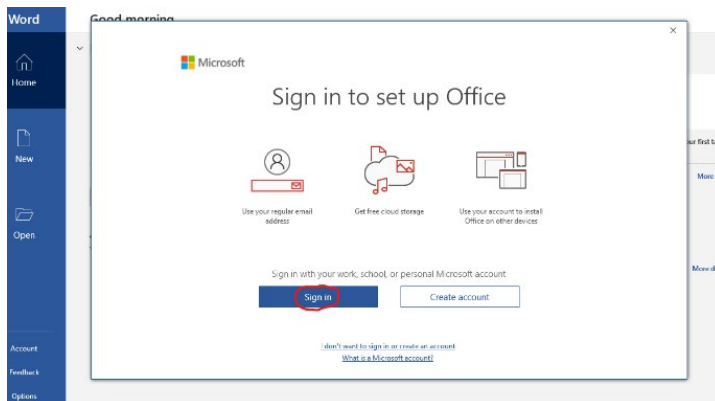 Word
Good morning
Home
New
Open
Account
Feedback
Options
Microsoft
Sign in to set up Office
Use your regular email
address
Get free cloud storage
Use your account to install
Office on other devices
Sign in with your work, school, or personal Microsoft account
Sign in
Create account
I don't want to sign in or create an account
What is a Microsoft account?
first
More
More